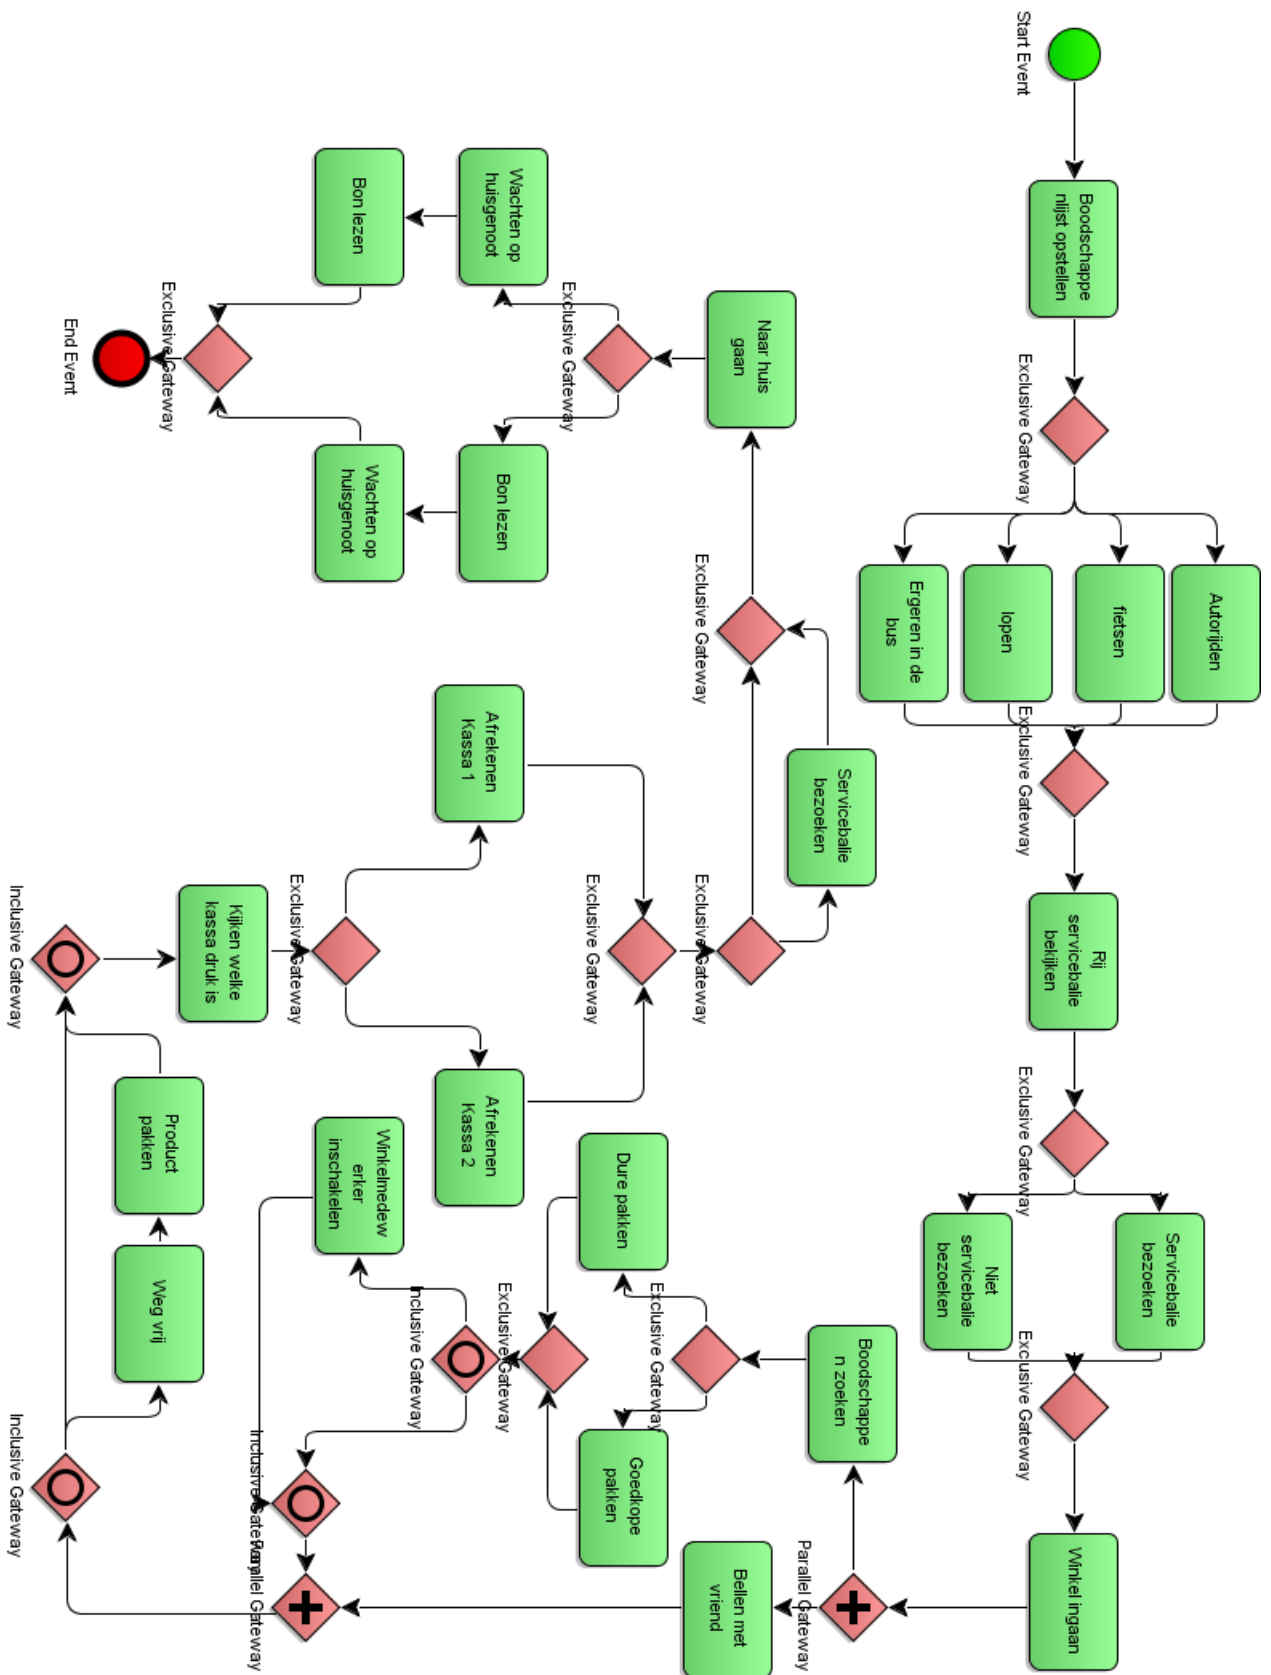 Start Event
Boodschappe
nlijst opstellen
Exclusive Gateway
Autorijden
fietsen
lopen
Ergeren in de
bus
Exclusive Gateway
Rij
servicebalie
bekijken
Exclusive Gateway
Servicebalie
bezoeken
Niet
servicebalie
bezoeken
Exclusive Gateway
Winkel ingaan
Parallel Gateway
Boodschappe
n zoeken
Bellen met
vriend
Exclusive Gateway
Dure pakken
Goedkope
pakken
Exclusive Gateway
Inclusive Gateway
Winkelmedew
erker
inschakelen
Inclusive Gateway
Parallel Gateway
Inclusive Gateway
Weg vrij
Product
pakken
Inclusive Gateway
Kijken welke
kassa druk is
Exclusive Gateway
Afrekenen
Kassa 1
Afrekenen
Kassa 2
Exclusive Gateway
Exclusive Gateway
Servicebalie
bezoeken
Exclusive Gateway
Naar huis
gaan
Exclusive Gateway
Wachten op
huisgenoot
Bon lezen
Bon lezen
Wachten op
huisgenoot
Exclusive Gateway
End Event